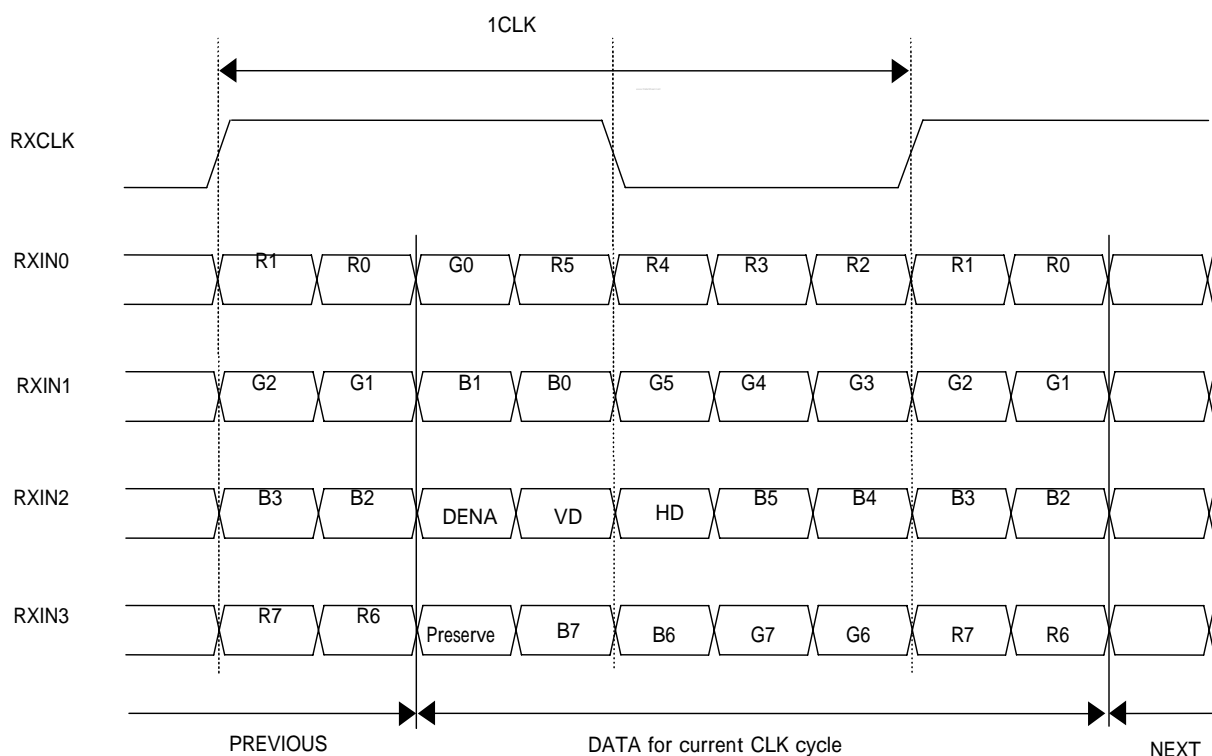 1CLK
RXCLK
RXIN0 R1 R0 G0 R5 R4 R3 R2 R1 R0
RXIN1 G2 G1 B1 B0 G5 G4 G3 G2 G1
RXIN2 B3 B2 DENA VD HD B5 B4 B3 B2
RXIN3 R7 R6 Preserve B7 B6 G7 G6 R7 R6
PREVIOUS DATA for current CLK cycle NEXT